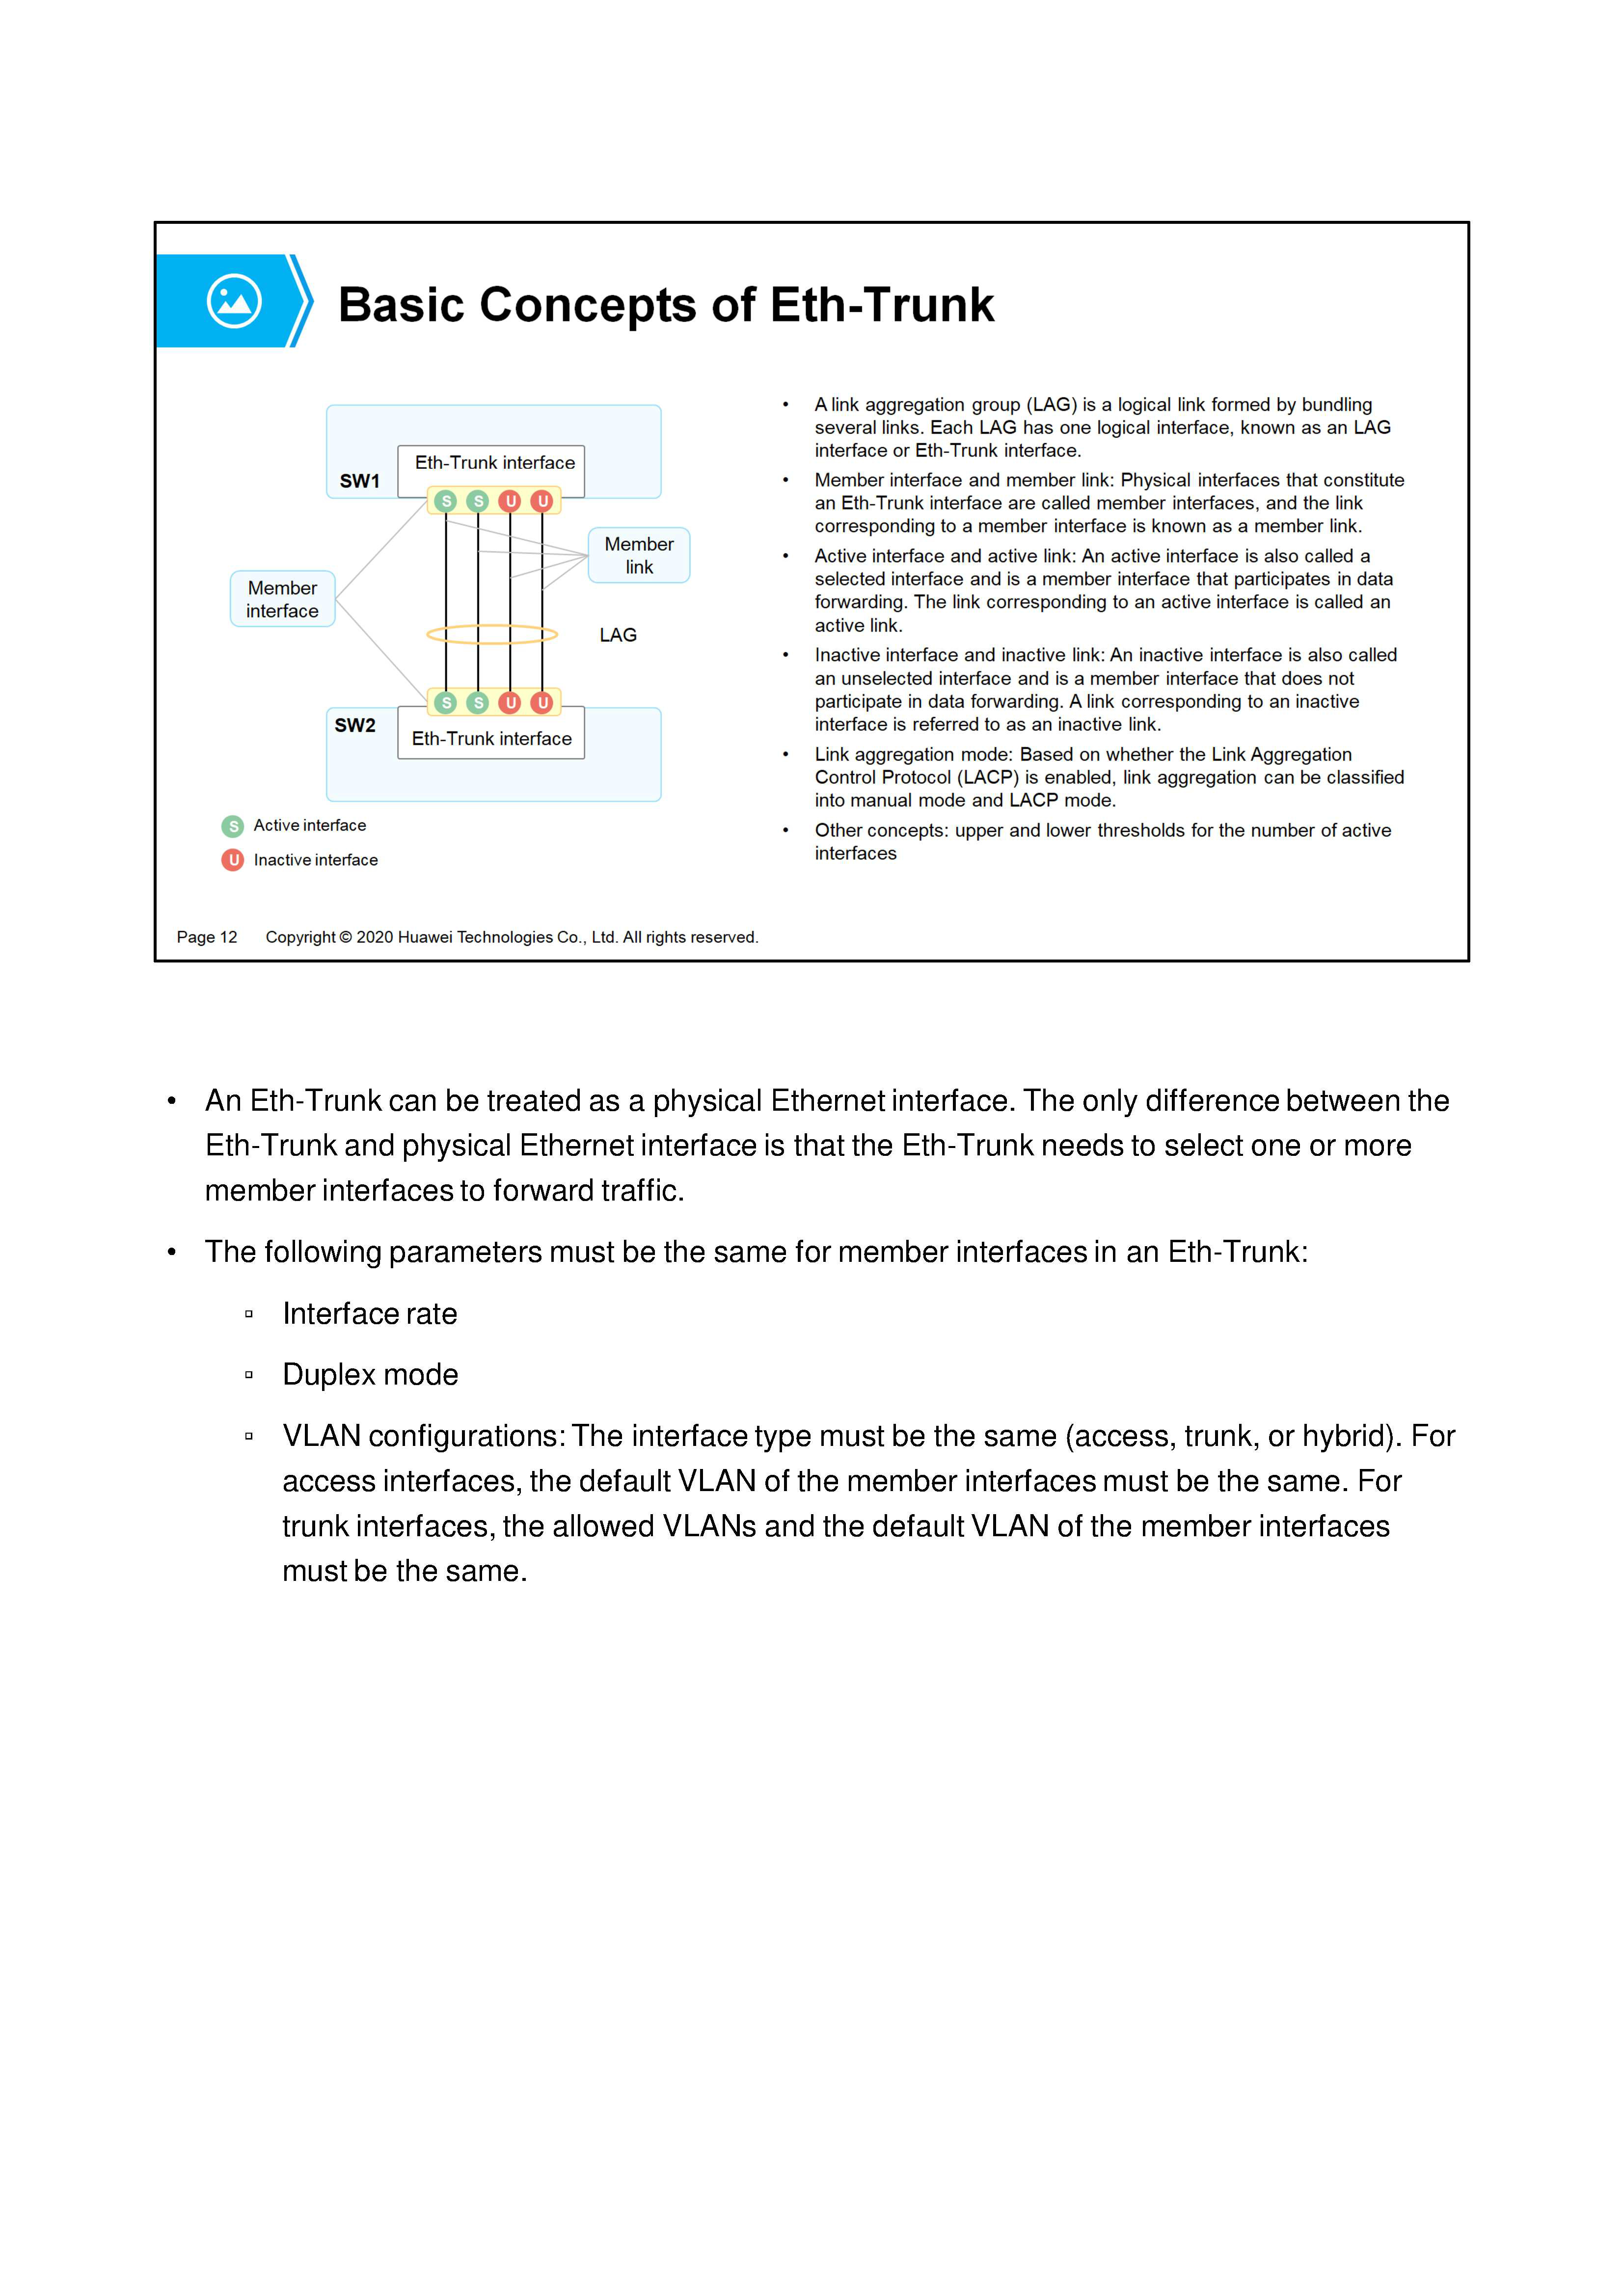 Basic Concepts of Eth-Trunk
SW1
Eth-Trunk interface
S S U U
Member
link
Member
interface
LAG
S S U U
SW2
Eth-Trunk interface
S Active interface
U Inactive interface
• A link aggregation group (LAG) is a logical link formed by bundling
several links. Each LAG has one logical interface, known as an LAG
interface or Eth-Trunk interface.
• Member interface and member link: Physical interfaces that constitute
an Eth-Trunk interface are called member interfaces, and the link
corresponding to a member interface is known as a member link.
• Active interface and active link: An active interface is also called a
selected interface and is a member interface that participates in data
forwarding. The link corresponding to an active interface is called an
active link.
• Inactive interface and inactive link: An inactive interface is also called
an unselected interface and is a member interface that does not
participate in data forwarding. A link corresponding to an inactive
interface is referred to as an inactive link.
• Link aggregation mode: Based on whether the Link Aggregation
Control Protocol (LACP) is enabled, link aggregation can be classified
into manual mode and LACP mode.
• Other concepts: upper and lower thresholds for the number of active
interfaces
Page 12 Copyright © 2020 Huawei Technologies Co., Ltd. All rights reserved.
• An Eth-Trunk can be treated as a physical Ethernet interface. The only difference between the
Eth-Trunk and physical Ethernet interface is that the Eth-Trunk needs to select one or more
member interfaces to forward traffic.
• The following parameters must be the same for member interfaces in an Eth-Trunk:
▫ Interface rate
▫ Duplex mode
▫ VLAN configurations: The interface type must be the same (access, trunk, or hybrid). For
access interfaces, the default VLAN of the member interfaces must be the same. For
trunk interfaces, the allowed VLANs and the default VLAN of the member interfaces
must be the same.